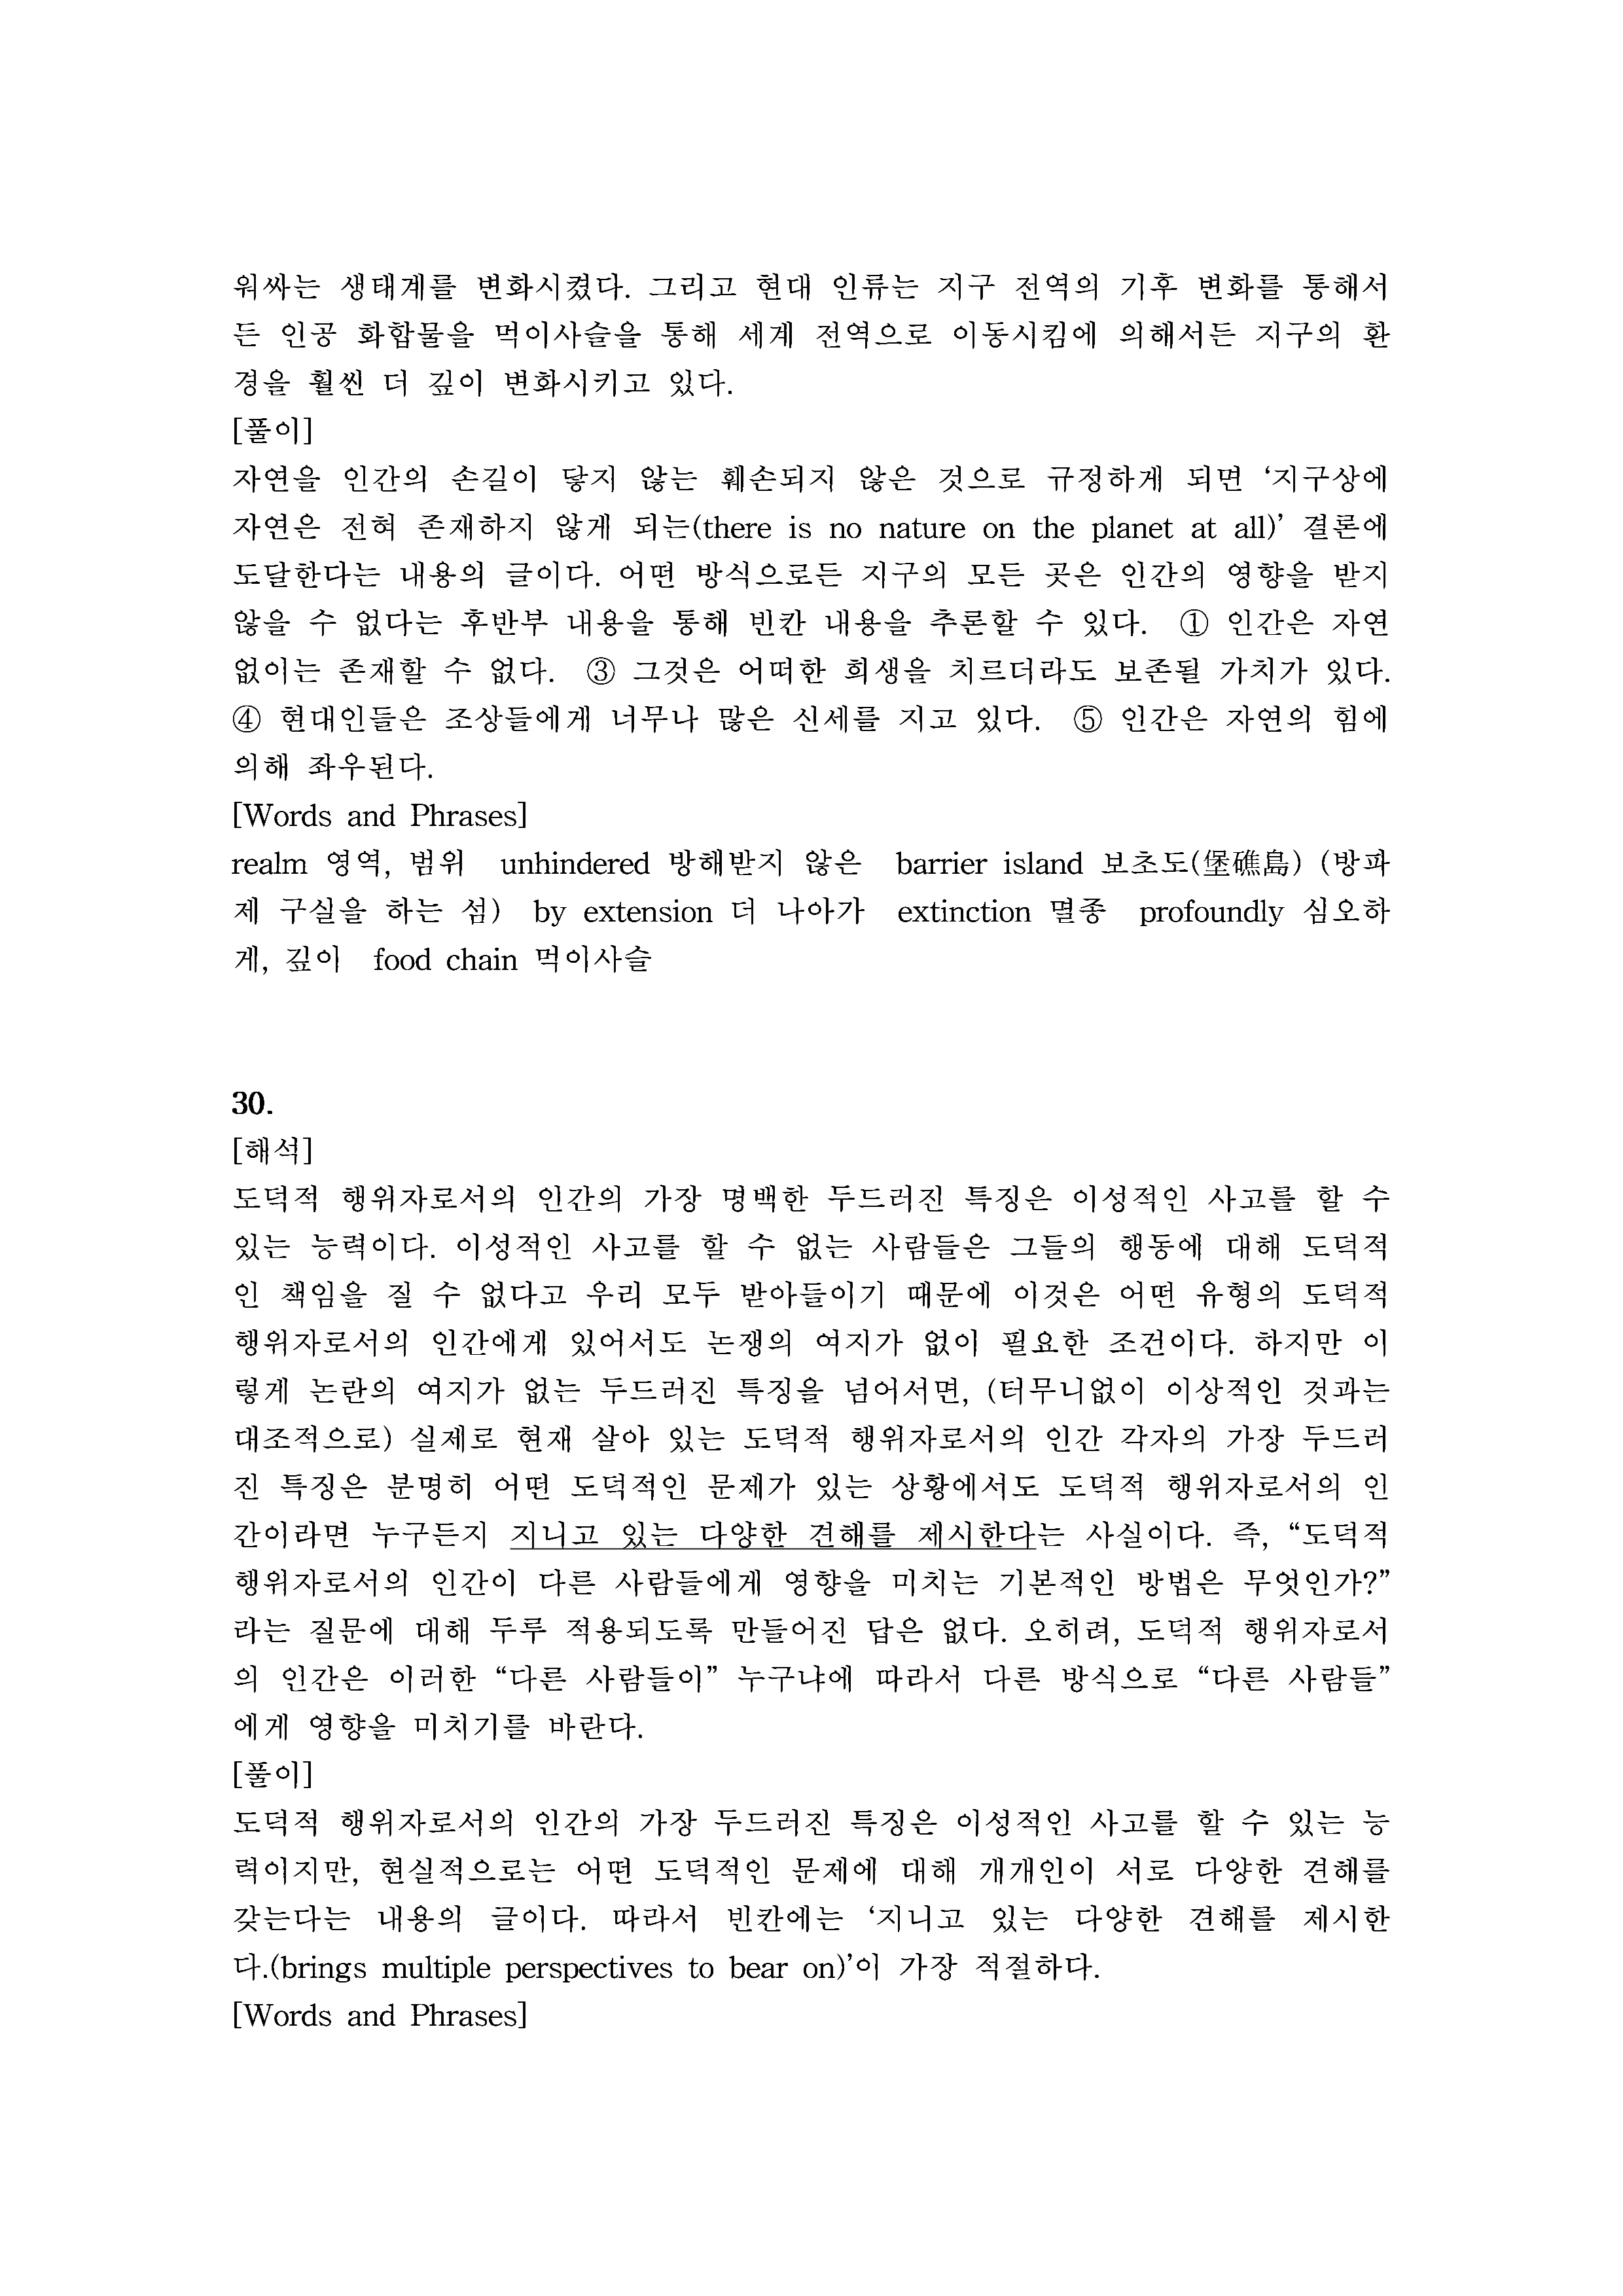 워싸는 생태계를 변화시켰다. 그리고 현대 인류는 지구 전역의 기후 변화를 통해서
든 인공 화합물을 먹이사슬을 통해 세계 전역으로 이동시킴에 의해서든 지구의 환
경을 훨씬 더 깊이 변화시키고 있다.
[풀이]
자연을 인간의 손길이 닿지 않는 훼손되지 않은 것으로 규정하게 되면 ‘지구상에
자연은 전혀 존재하지 않게 되는(there is no nature on the planet at all)’ 결론에
도달한다는 내용의 글이다. 어떤 방식으로든 지구의 모든 곳은 인간의 영향을 받지
않을 수 없다는 후반부 내용을 통해 빈칸 내용을 추론할 수 있다. ① 인간은 자연
없이는 존재할 수 없다. ③ 그것은 어떠한 희생을 치르더라도 보존될 가치가 있다.
④ 현대인들은 조상들에게 너무나 많은 신세를 지고 있다. ⑤ 인간은 자연의 힘에
의해 좌우된다.
[Words and Phrases]
realm 영역, 범위 unhindered 방해받지 않은 barrier island 보초도(堡礁島) (방파
제 구실을 하는 섬) by extension 더 나아가 extinction 멸종 profoundly 심오하
게, 깊이 food chain 먹이사슬
30.
[해석]
도덕적 행위자로서의 인간의 가장 명백한 두드러진 특징은 이성적인 사고를 할 수
있는 능력이다. 이성적인 사고를 할 수 없는 사람들은 그들의 행동에 대해 도덕적
인 책임을 질 수 없다고 우리 모두 받아들이기 때문에 이것은 어떤 유형의 도덕적
행위자로서의 인간에게 있어서도 논쟁의 여지가 없이 필요한 조건이다. 하지만 이
렇게 논란의 여지가 없는 두드러진 특징을 넘어서면, (터무니없이 이상적인 것과는
대조적으로) 실제로 현재 살아 있는 도덕적 행위자로서의 인간 각자의 가장 두드러
진 특징은 분명히 어떤 도덕적인 문제가 있는 상황에서도 도덕적 행위자로서의 인
간이라면 누구든지 지니고 있는 다양한 견해를 제시한다는 사실이다. 즉, “도덕적
행위자로서의 인간이 다른 사람들에게 영향을 미치는 기본적인 방법은 무엇인가?”
라는 질문에 대해 두루 적용되도록 만들어진 답은 없다. 오히려, 도덕적 행위자로서
의 인간은 이러한 “다른 사람들이” 누구냐에 따라서 다른 방식으로 “다른 사람들”
에게 영향을 미치기를 바란다.
[풀이]
도덕적 행위자로서의 인간의 가장 두드러진 특징은 이성적인 사고를 할 수 있는 능
력이지만, 현실적으로는 어떤 도덕적인 문제에 대해 개개인이 서로 다양한 견해를
갖는다는 내용의 글이다. 따라서 빈칸에는 ‘지니고 있는 다양한 견해를 제시한
다.(brings multiple perspectives to bear on)’이 가장 적절하다.
[Words and Phrases]